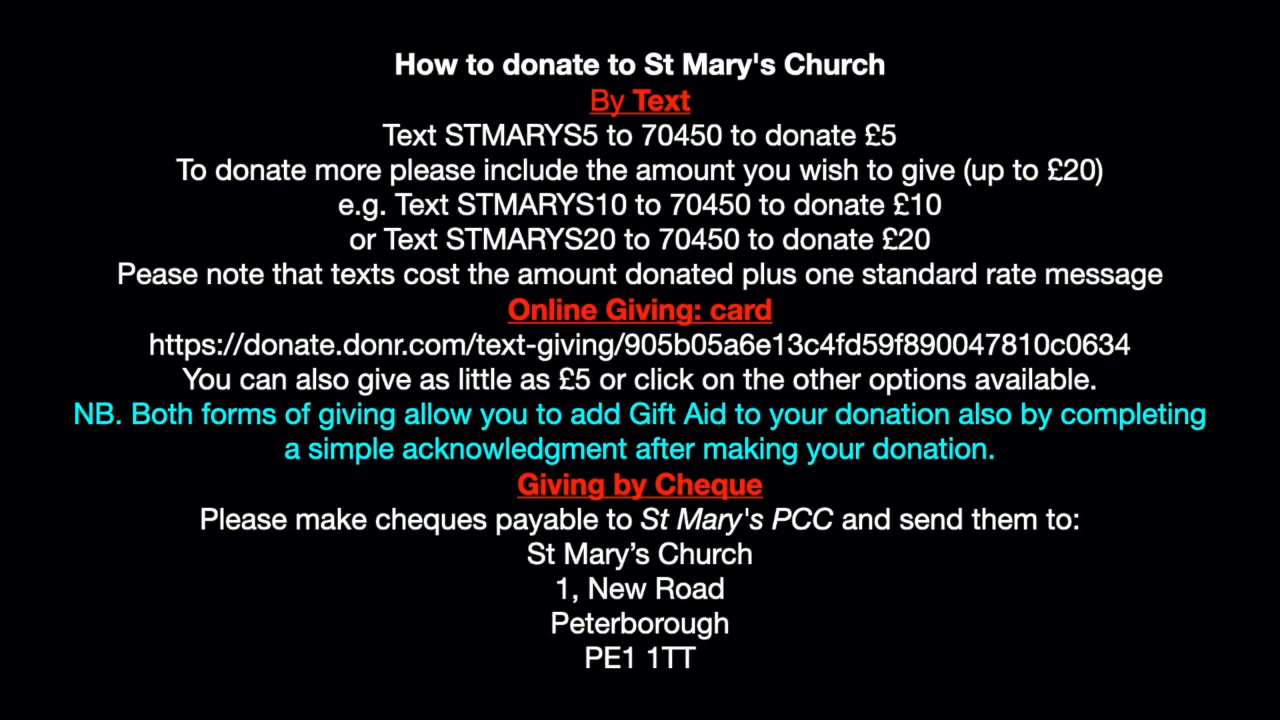 How to donate to St Mary's Church
By Text
Text STMARYS5 to 70450 to donate £5
To donate more please include the amount you wish to give (up to £20)
e.g. Text STMARYS10 to 70450 to donate £10
or Text STMARYS20 to 70450 to donate £20
Pease note that texts cost the amount donated plus one standard rate message
Online Giving: card
https://donate.donr.com/text-giving/905b05a6e13c4fd59f890047810c0634
You can also give as little as £5 or click on the other options available.
NB. Both forms of giving allow you to add Gift Aid to your donation also by completing
a simple acknowledgment after making your donation.
Giving by Cheque
Please make cheques payable to St Mary's PCC and send them to:
St Mary’s Church
1, New Road
Peterborough
PE1 1TT